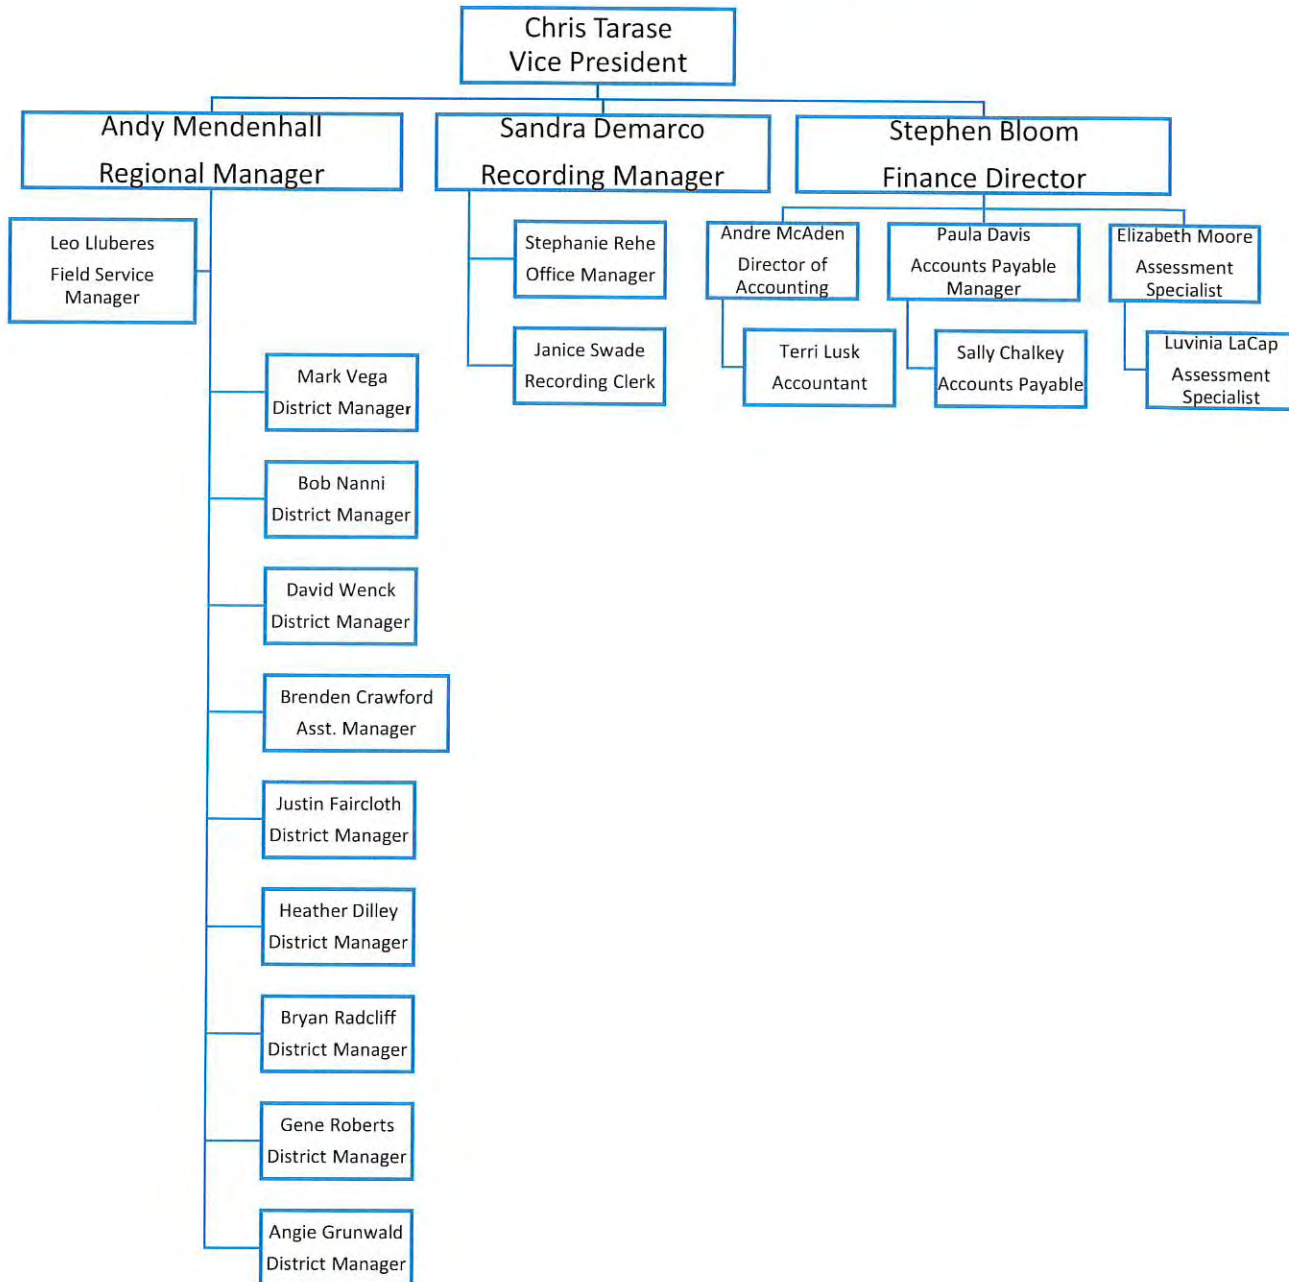 Chris Tarase
Vice President
Andy Mendenhall
Regional Manager
Sandra Demarco
Recording Manager
Stephen Bloom
Finance Director
Leo Lluberes
Field Service
Manager
Stephanie Rehe
Office Manager
Andre McAden
Director of
Accounting
Paula Davis
Accounts Payable
Manager
Elizabeth Moore
Assessment
Specialist
Janice Swade
Recording Clerk
Terri Lusk
Accountant
Sally Chalkey
Accounts Payable
Luvinia LaCap
Assessment
Specialist
Mark Vega
District Manager
Bob Nanni
District Manager
David Wenck
District Manager
Brenden Crawford
Asst. Manager
Justin Faircloth
District Manager
Heather Dilley
District Manager
Bryan Radcliff
District Manager
Gene Roberts
District Manager
Angie Grunwald
District Manager